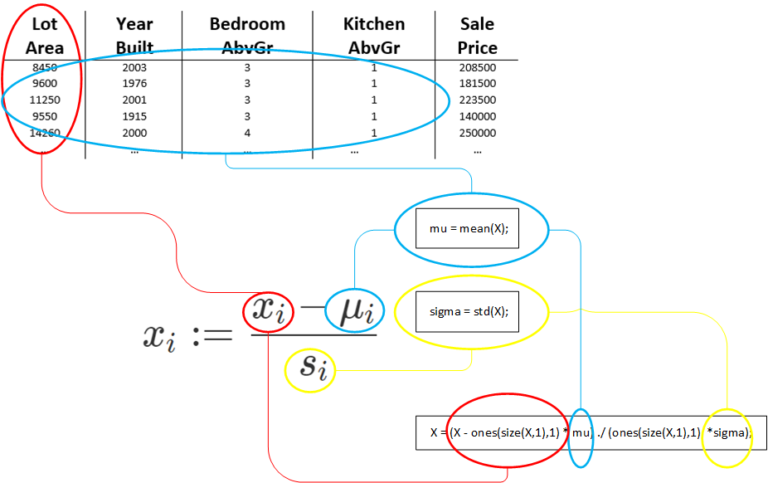 Lot Area Year Built Bedroom AbvGr Kitchen AbvGr Sale Price
8450 2003 3 1 208500
9600 1976 3 1 181500
11250 2001 3 1 223500
9550 1915 3 1 140000
14260 2000 4 1 250000
... ... ... ... ...
mu = mean(X);
sigma = std(X);
x_i := x_i − μ_i
s_i
X = (X - ones(size(X,1),1) * mu) ./ (ones(size(X,1),1) *sigma);